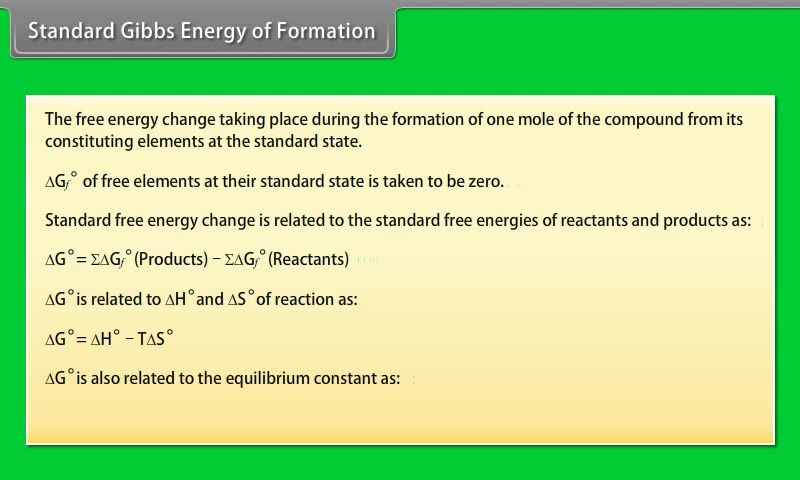 Standard Gibbs Energy of Formation
The free energy change taking place during the formation of one mole of the compound from its
constituting elements at the standard state.
ΔGf° of free elements at their standard state is taken to be zero.
Standard free energy change is related to the standard free energies of reactants and products as:
ΔG°= ΣΔGf°(Products) − ΣΔGf°(Reactants)
ΔG°is related to ΔH°and ΔS°of reaction as:
ΔG°= ΔH° − TΔS°
ΔG°is also related to the equilibrium constant as: